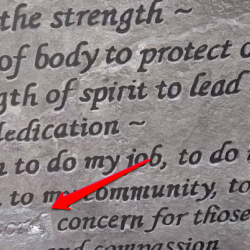 the strength ~
of body to protect o
gth of spirit to lead
dedication ~
n to do my job, to do
to my community, to
concern for those
and compassion